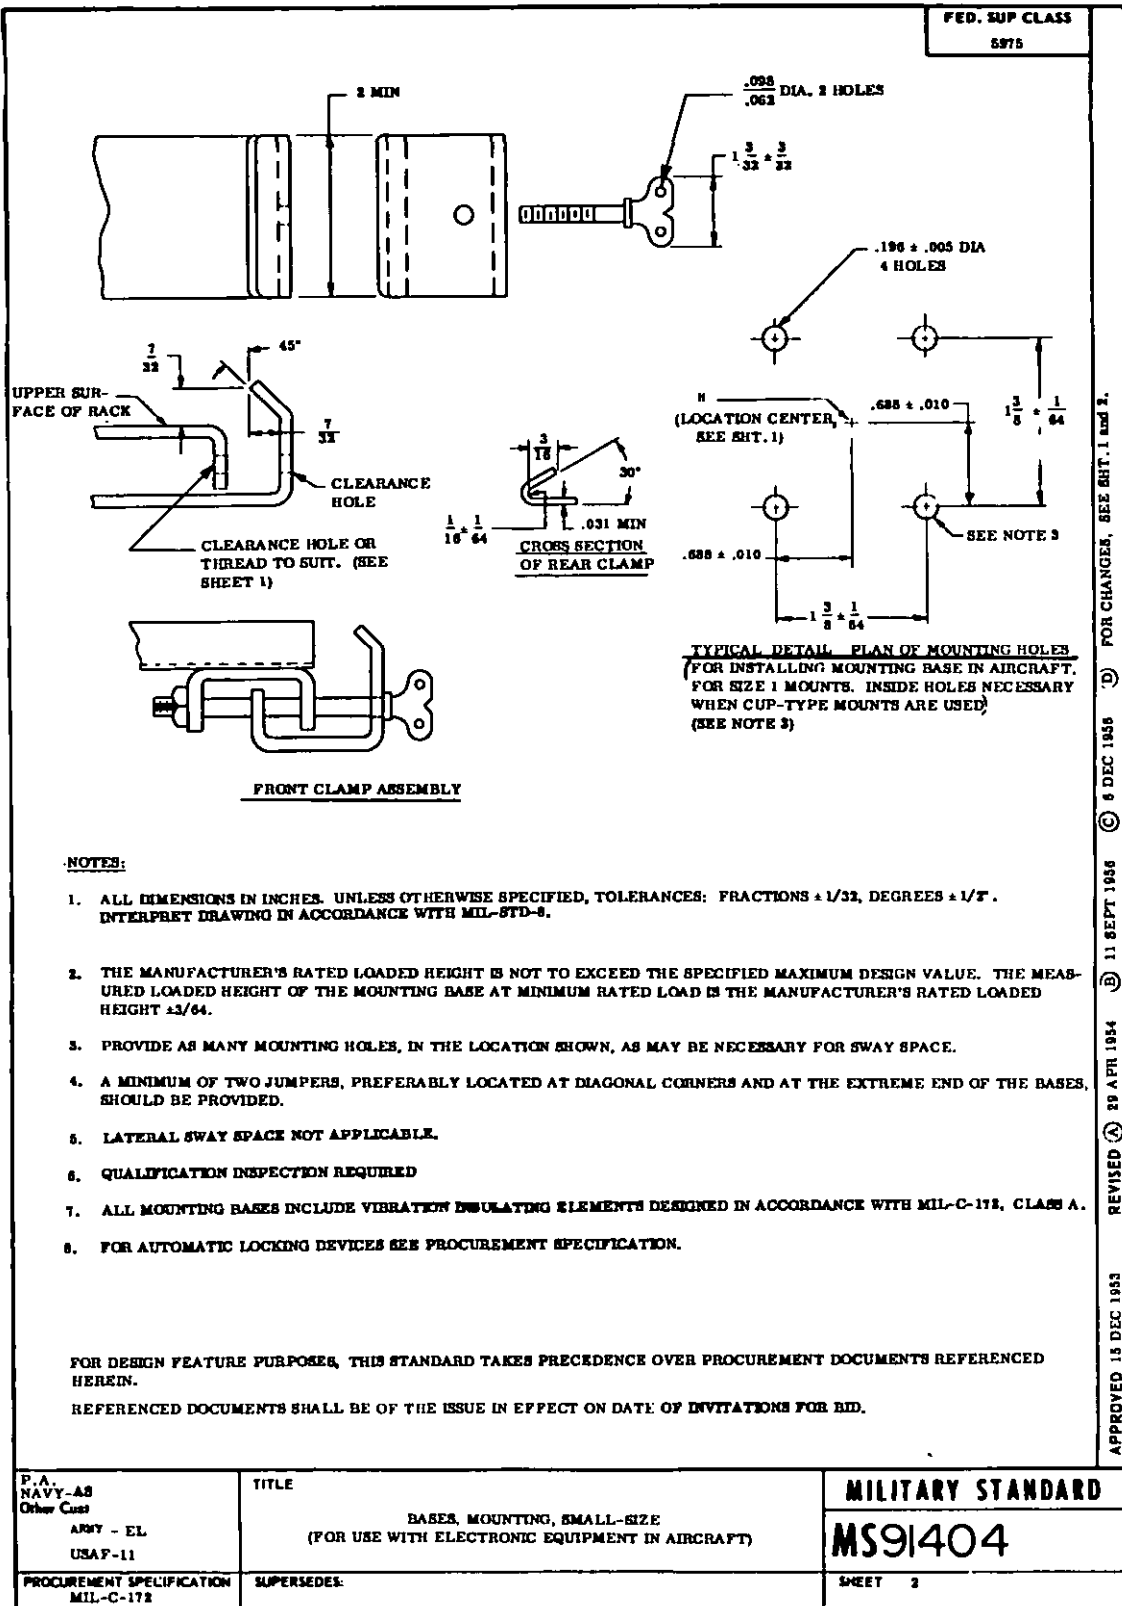 FED. SUP CLASS
5975
2 MIN
.098
.062 DIA. 2 HOLES
1 3/32 ± 3/32
.196 ± .005 DIA
4 HOLES
7/32
45°
UPPER SUR-
FACE OF RACK
7/32
CLEARANCE
HOLE
CLEARANCE HOLE OR
THREAD TO SUIT. (SEE
SHEET 1)
3/16
30°
1/16 ± 1/64
.031 MIN
CROSS SECTION
OF REAR CLAMP
H
(LOCATION CENTER,
SEE SHT. 1)
.688 ± .010
1 3/8 ± 1/64
SEE NOTE 3
.688 ± .010
1 3/8 ± 1/64
TYPICAL DETAIL PLAN OF MOUNTING HOLES
(FOR INSTALLING MOUNTING BASE IN AIRCRAFT.
FOR SIZE 1 MOUNTS. INSIDE HOLES NECESSARY
WHEN CUP-TYPE MOUNTS ARE USED)
(SEE NOTE 3)
FRONT CLAMP ASSEMBLY
NOTES:
1. ALL DIMENSIONS IN INCHES. UNLESS OTHERWISE SPECIFIED, TOLERANCES: FRACTIONS ± 1/32, DEGREES ± 1/2°.
INTERPRET DRAWING IN ACCORDANCE WITH MIL-STD-8.
2. THE MANUFACTURER'S RATED LOADED HEIGHT IS NOT TO EXCEED THE SPECIFIED MAXIMUM DESIGN VALUE. THE MEAS-
URED LOADED HEIGHT OF THE MOUNTING BASE AT MINIMUM RATED LOAD IS THE MANUFACTURER'S RATED LOADED
HEIGHT ±3/64.
3. PROVIDE AS MANY MOUNTING HOLES, IN THE LOCATION SHOWN, AS MAY BE NECESSARY FOR SWAY SPACE.
4. A MINIMUM OF TWO JUMPERS, PREFERABLY LOCATED AT DIAGONAL CORNERS AND AT THE EXTREME END OF THE BASES,
SHOULD BE PROVIDED.
5. LATERAL SWAY SPACE NOT APPLICABLE.
6. QUALIFICATION INSPECTION REQUIRED
7. ALL MOUNTING BASES INCLUDE VIBRATION INSULATING ELEMENTS DESIGNED IN ACCORDANCE WITH MIL-C-172, CLASS A.
8. FOR AUTOMATIC LOCKING DEVICES SEE PROCUREMENT SPECIFICATION.
FOR DESIGN FEATURE PURPOSES, THIS STANDARD TAKES PRECEDENCE OVER PROCUREMENT DOCUMENTS REFERENCED
HEREIN.
REFERENCED DOCUMENTS SHALL BE OF THE ISSUE IN EFFECT ON DATE OF INVITATIONS FOR BID.
APPROVED 15 DEC 1953 REVISED (A) 29 APR 1954 (B) 11 SEPT 1956 (C) 6 DEC 1956 (D) FOR CHANGES, SEE SHT. 1 and 2.
P.A.
NAVY-AS
Other Cust
ARMY - EL
USAF-11
PROCUREMENT SPECIFICATION
MIL-C-172
TITLE
BASES, MOUNTING, SMALL-SIZE
(FOR USE WITH ELECTRONIC EQUIPMENT IN AIRCRAFT)
SUPERSEDES:
MILITARY STANDARD
MS91404
SHEET 2